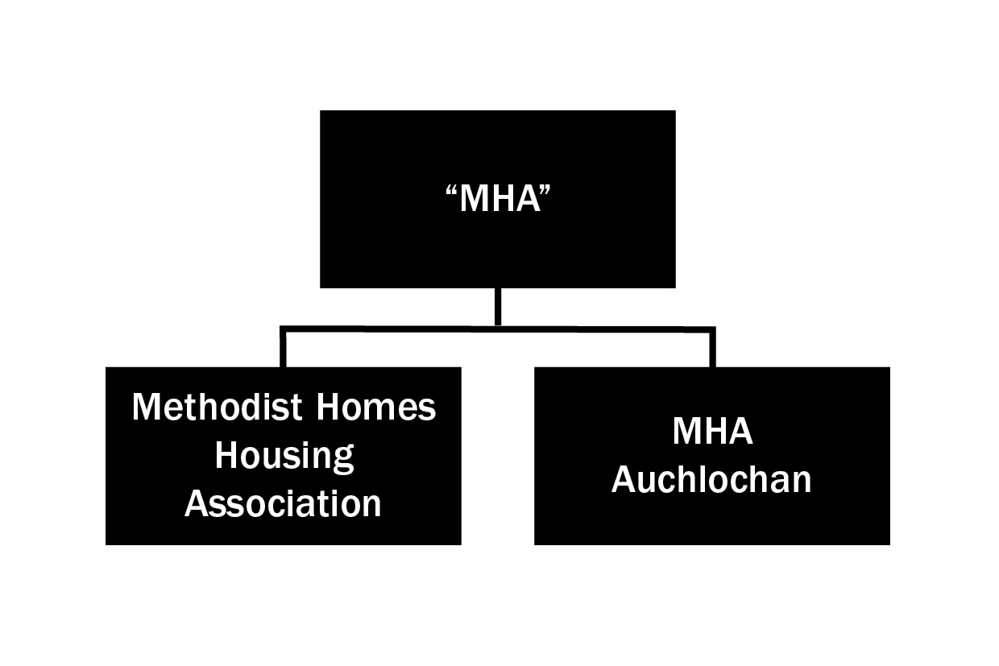 “MHA”
Methodist Homes
Housing
Association
MHA
Auchlochan